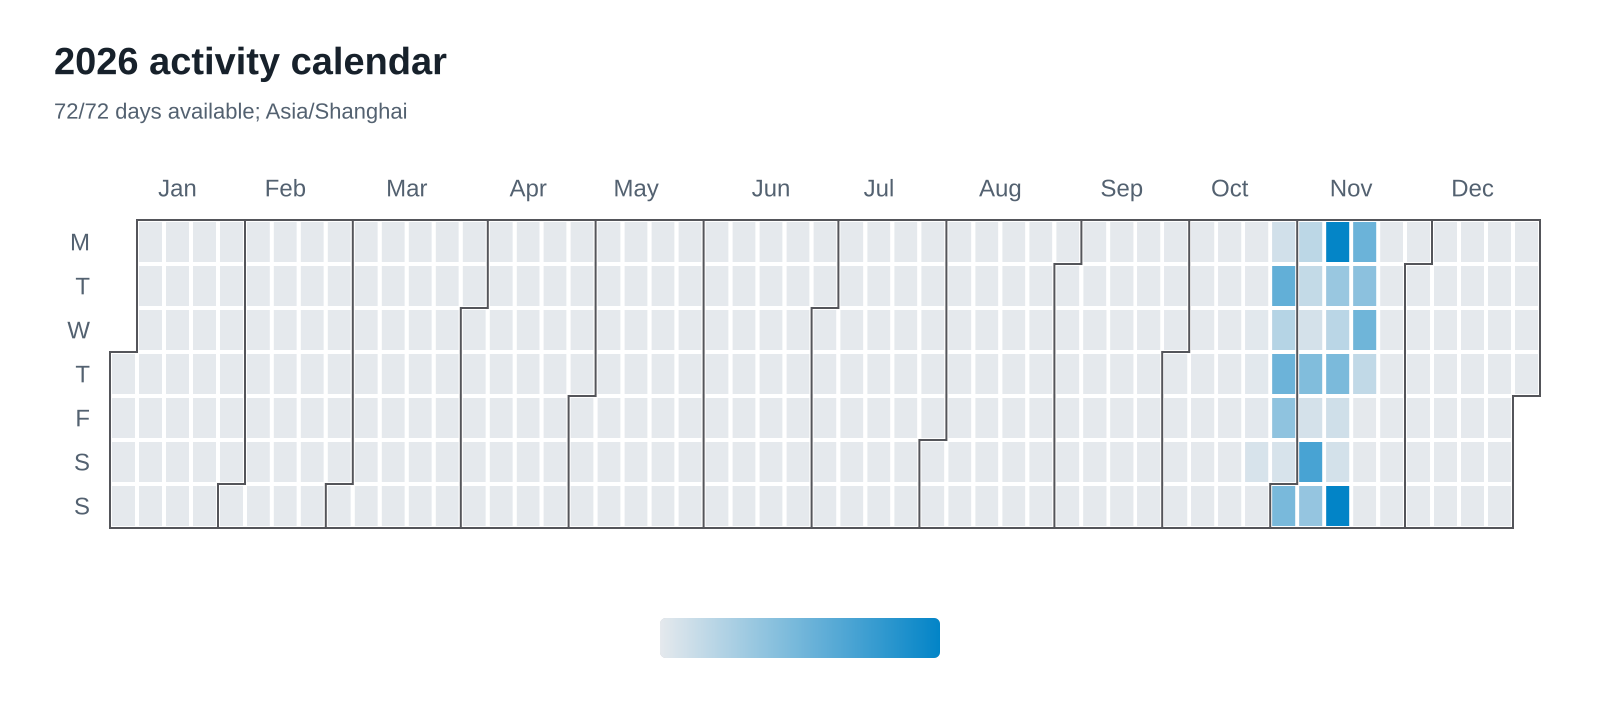 2026 activity calendar
72/72 days available; Asia/Shanghai
Jan Feb Mar Apr May Jun Jul Aug Sep Oct Nov Dec
M
T
W
T
F
S
S